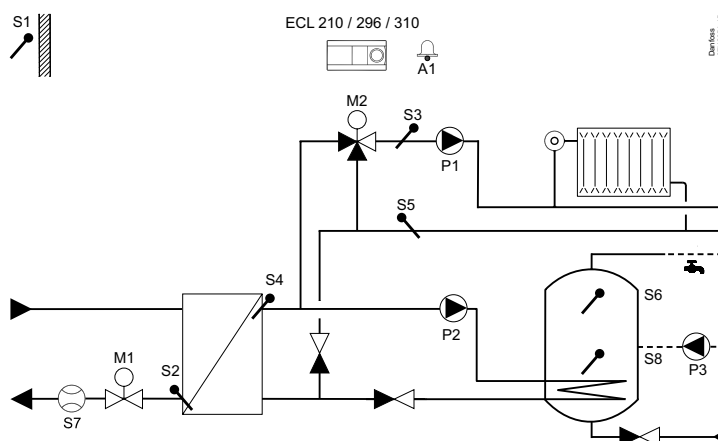 S1
ECL 210 / 296 / 310
A1
Danfoss
M2
S3
P1
S5
S4
S6
P2
M1
S2
S8
P3
S7